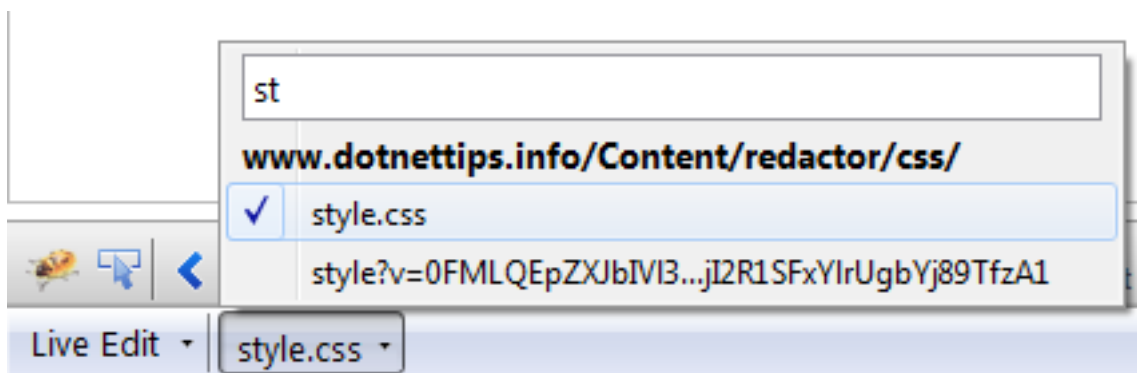 st
www.dotnettips.info/Content/redactor/css/
style.css
style?v=0FMLQEpZXJbIVI3...jI2R1SFxYIrUgbYj89TfzA1
Live Edit
style.css